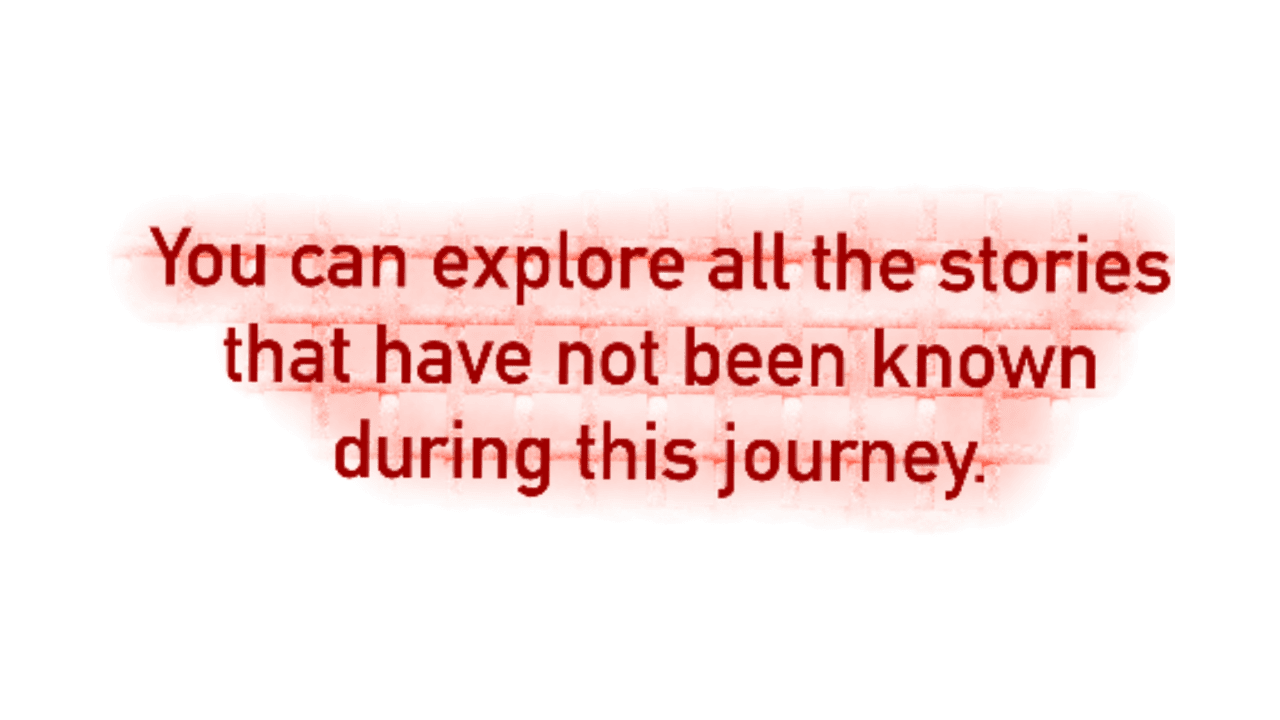 You can explore all the stories
that have not been known
during this journey.